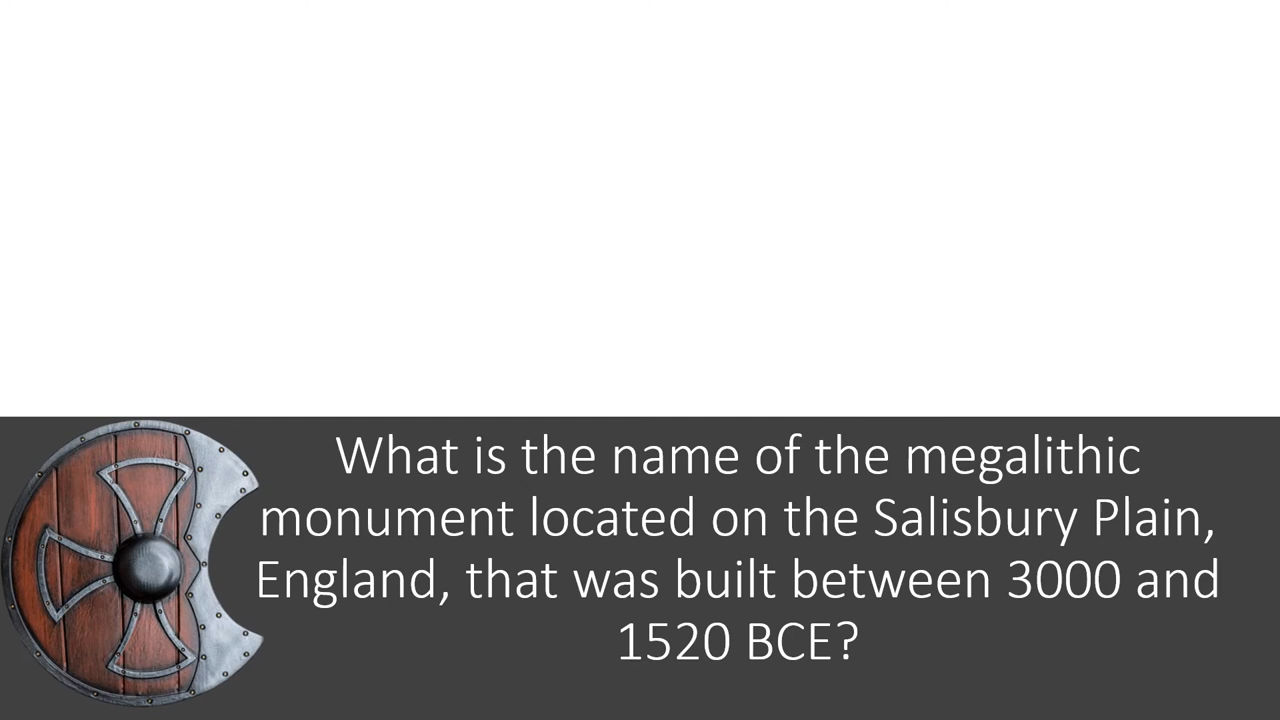 What is the name of the megalithic
monument located on the Salisbury Plain,
England, that was built between 3000 and
1520 BCE?